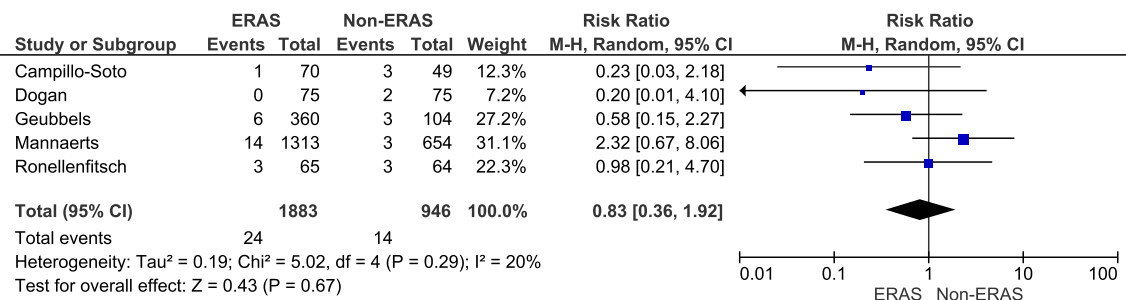 ERAS Non-ERAS Risk Ratio Risk Ratio
Study or Subgroup Events Total Events Total Weight M-H, Random, 95% CI M-H, Random, 95% CI
Campillo-Soto 1 70 3 49 12.3% 0.23 [0.03, 2.18]
Dogan 0 75 2 75 7.2% 0.20 [0.01, 4.10]
Geubbels 6 360 3 104 27.2% 0.58 [0.15, 2.27]
Mannaerts 14 1313 3 654 31.1% 2.32 [0.67, 8.06]
Ronellenfitsch 3 65 3 64 22.3% 0.98 [0.21, 4.70]
Total (95% CI) 1883 946 100.0% 0.83 [0.36, 1.92]
Total events 24 14
Heterogeneity: Tau² = 0.19; Chi² = 5.02, df = 4 (P = 0.29); I² = 20%
Test for overall effect: Z = 0.43 (P = 0.67)
0.01 0.1 1 10 100
ERAS Non-ERAS